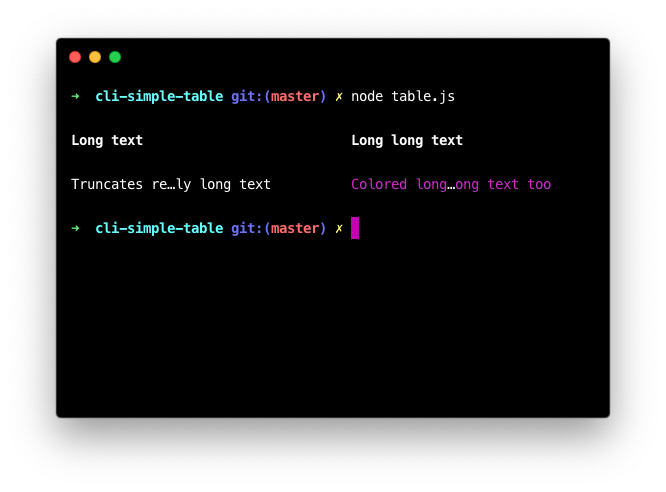 ➜  cli-simple-table git:(master) ✗ node table.js
Long text                          Long long text
Truncates re…ly long text          Colored long…ong text too
➜  cli-simple-table git:(master) ✗